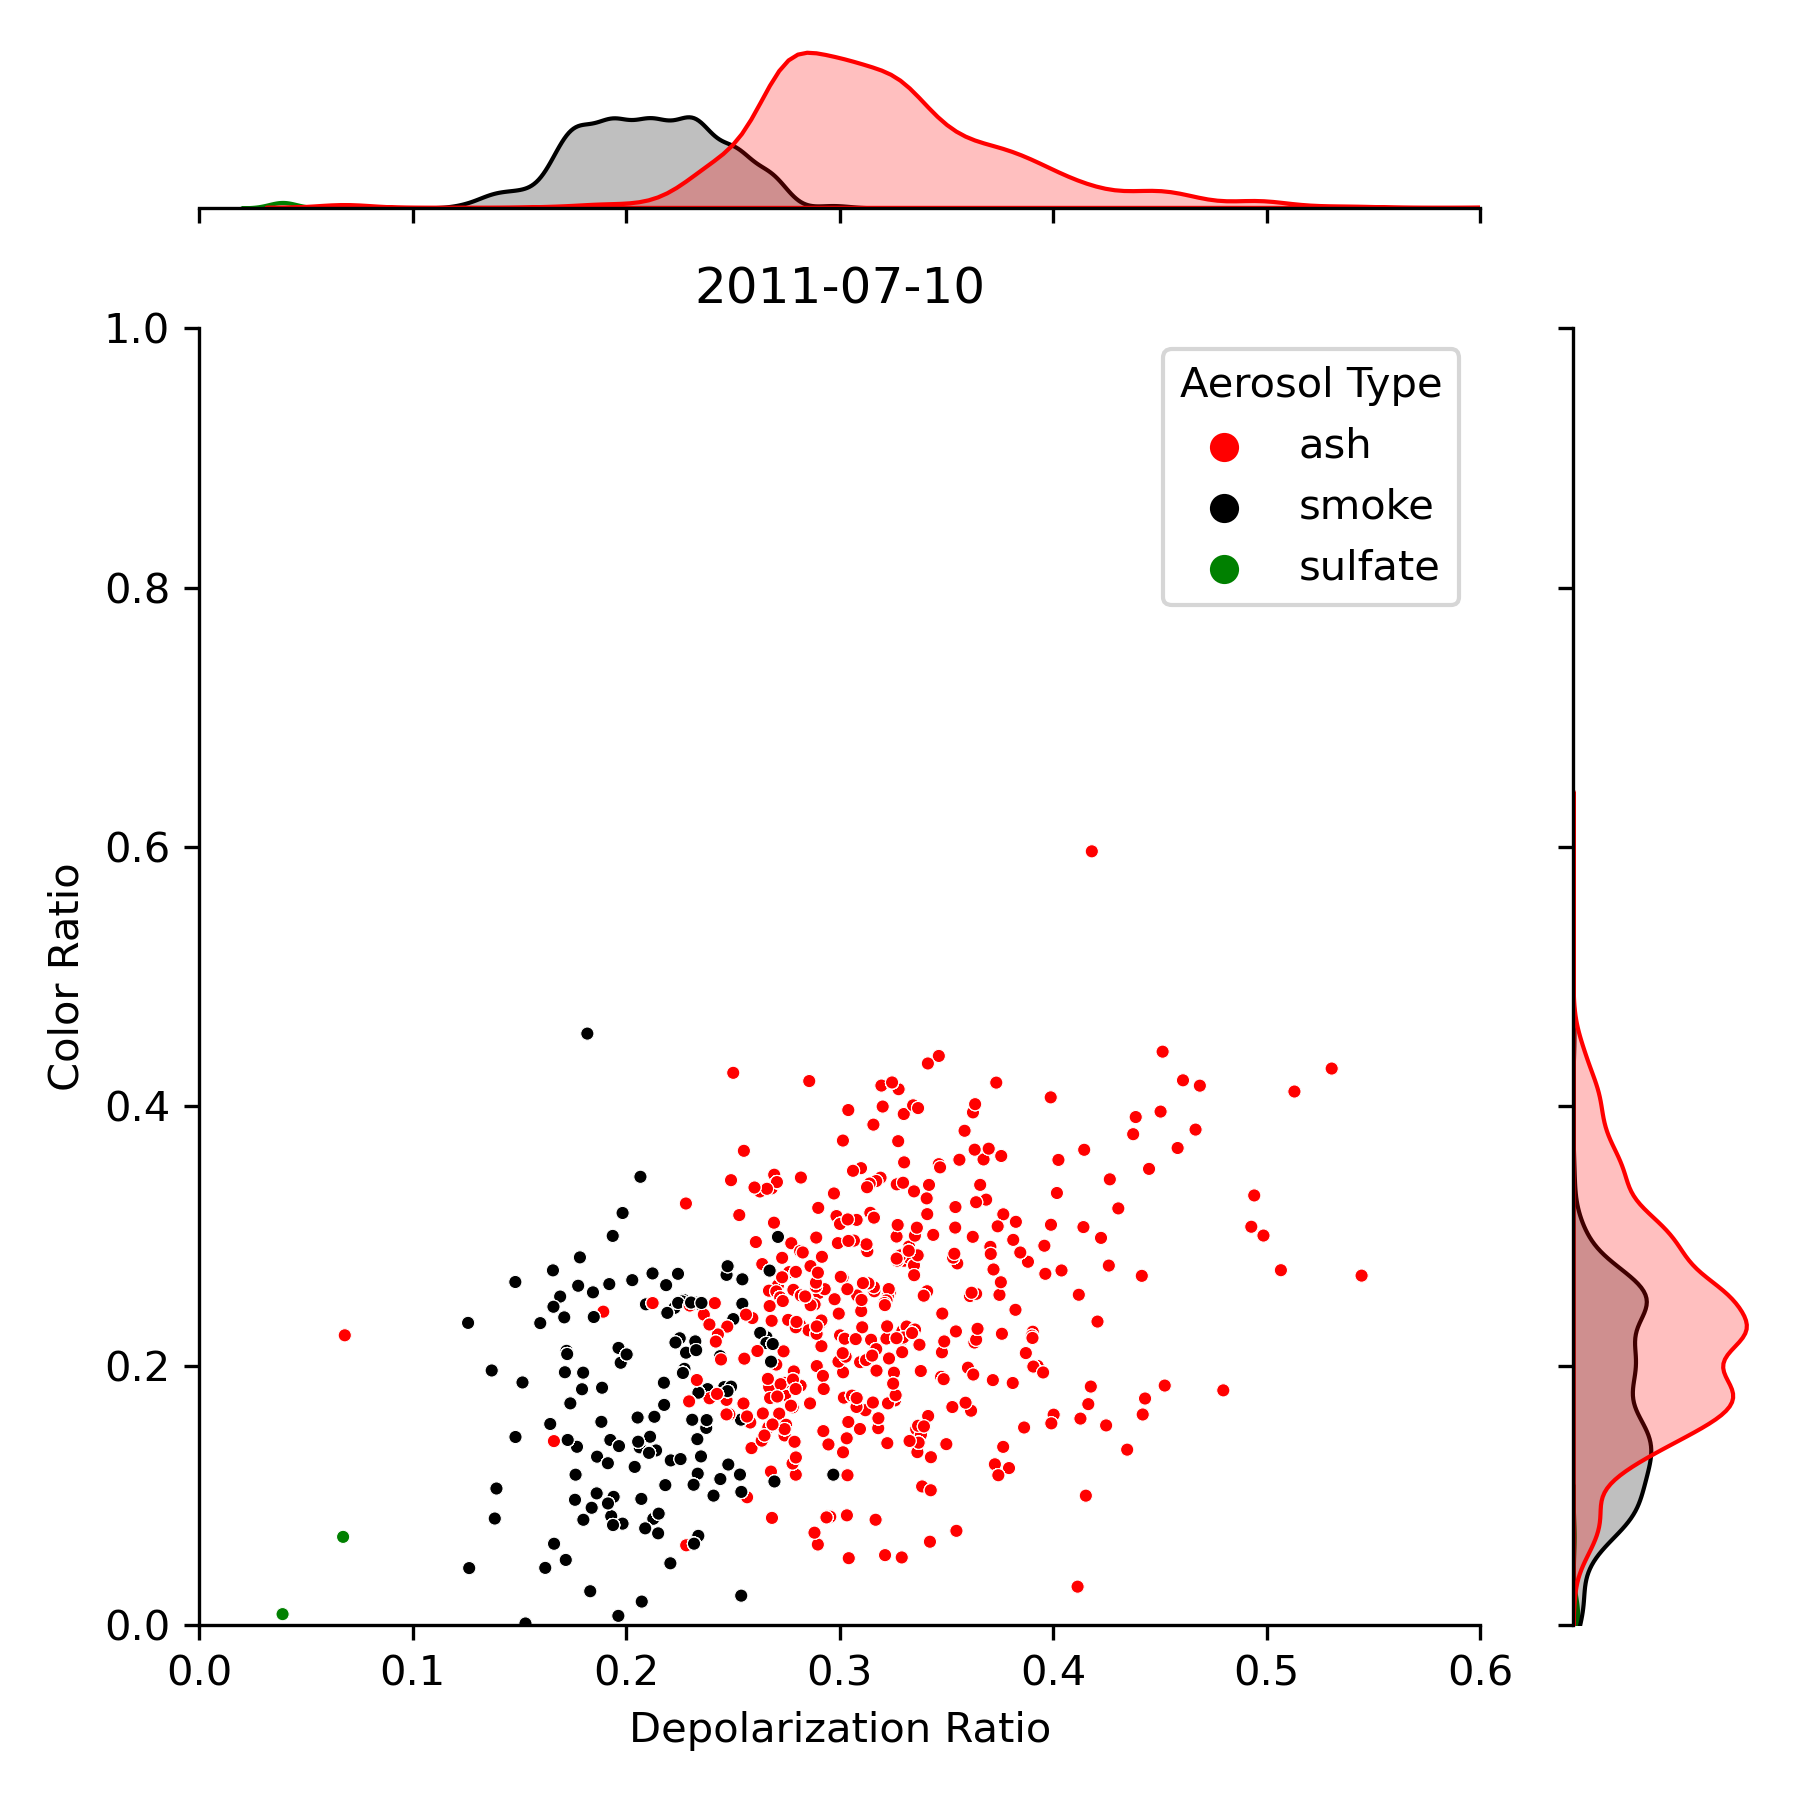 2011-07-10
1.0
0.8
0.6
0.4
0.2
0.0
Color Ratio
Aerosol Type
ash
smoke
sulfate
0.0 0.1 0.2 0.3 0.4 0.5 0.6
Depolarization Ratio